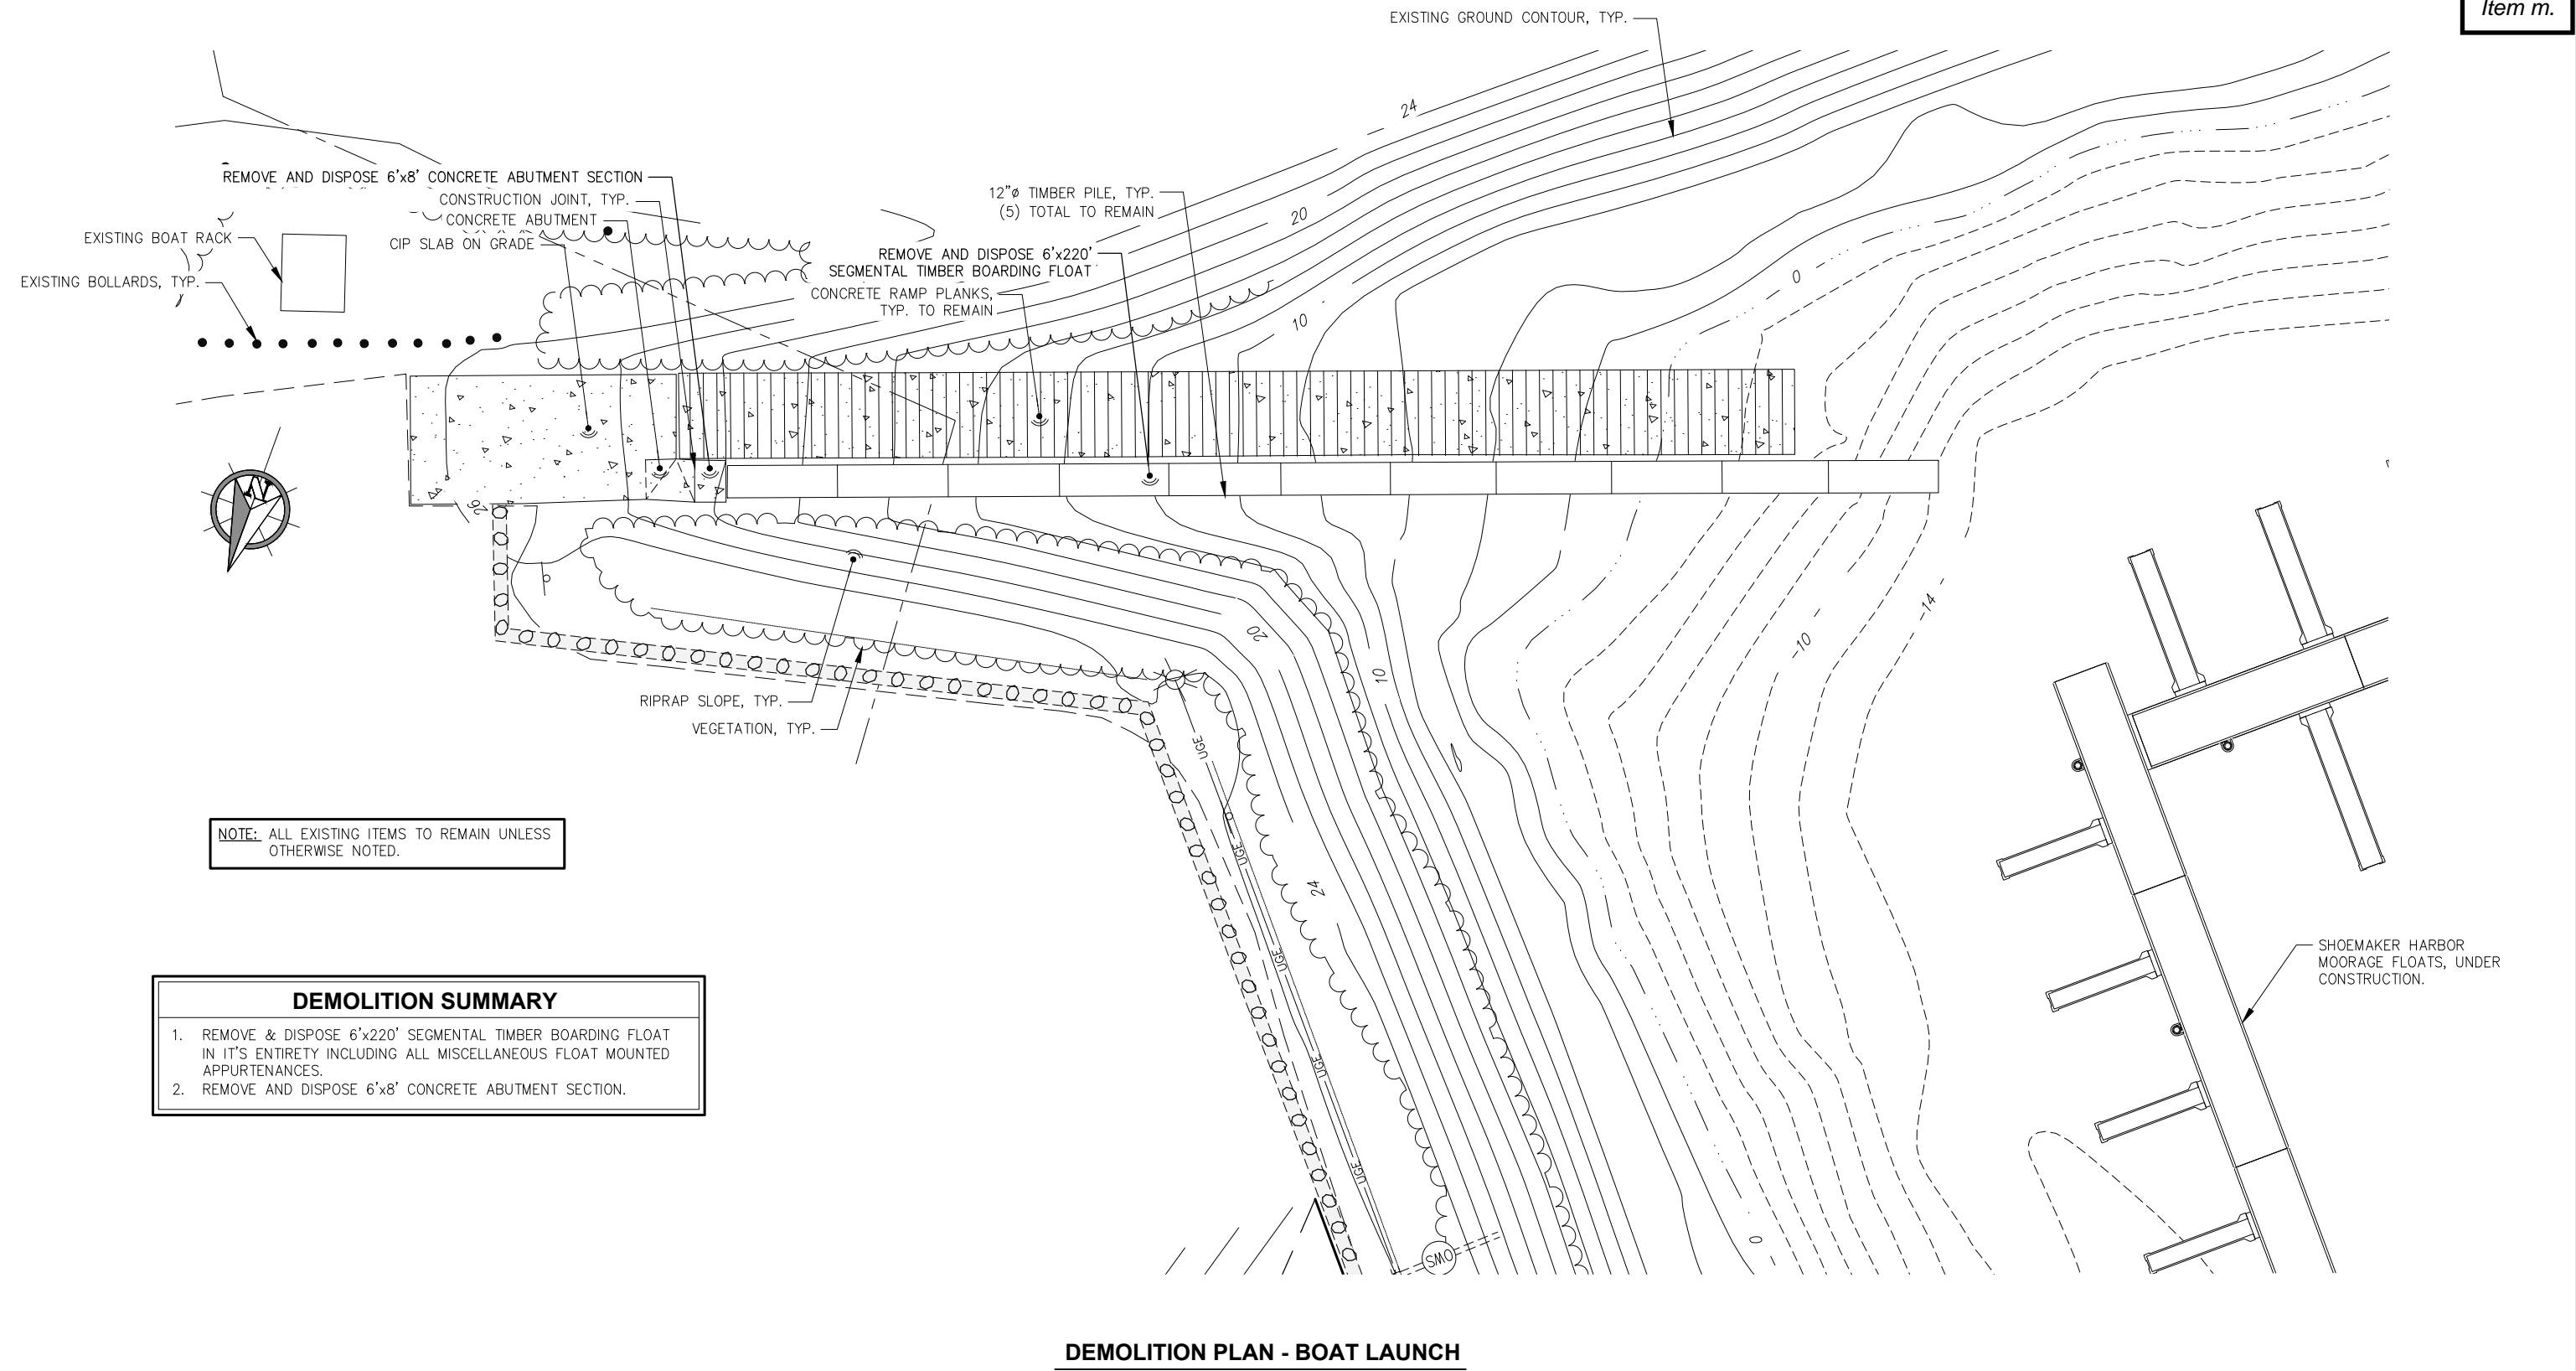 Item m.
EXISTING GROUND CONTOUR, TYP.
24
REMOVE AND DISPOSE 6'x8' CONCRETE ABUTMENT SECTION
CONSTRUCTION JOINT, TYP.
CONCRETE ABUTMENT
CIP SLAB ON GRADE
EXISTING BOAT RACK
EXISTING BOLLARDS, TYP.
12"ø TIMBER PILE, TYP.
(5) TOTAL TO REMAIN
20
REMOVE AND DISPOSE 6'x220'
SEGMENTAL TIMBER BOARDING FLOAT
CONCRETE RAMP PLANKS,
TYP. TO REMAIN
10
0
N
26
20
10
-10
-14
RIPRAP SLOPE, TYP.
VEGETATION, TYP.
UGE
UGE
24
UGE
UGE
UGE
0
OWS
NOTE: ALL EXISTING ITEMS TO REMAIN UNLESS
OTHERWISE NOTED.
SHOEMAKER HARBOR
MOORAGE FLOATS, UNDER
CONSTRUCTION.
DEMOLITION SUMMARY
1. REMOVE & DISPOSE 6'x220' SEGMENTAL TIMBER BOARDING FLOAT
IN IT'S ENTIRETY INCLUDING ALL MISCELLANEOUS FLOAT MOUNTED
APPURTENANCES.
2. REMOVE AND DISPOSE 6'x8' CONCRETE ABUTMENT SECTION.
DEMOLITION PLAN - BOAT LAUNCH